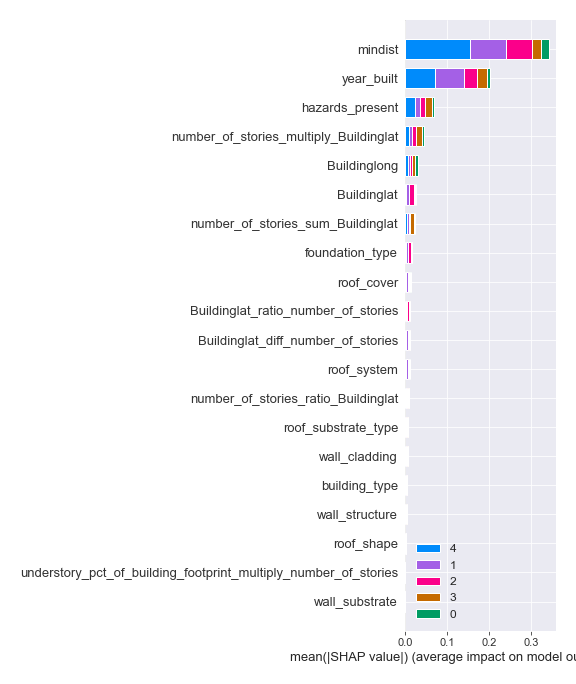 mindist
year_built
hazards_present
number_of_stories_multiply_Buildinglat
Buildinglong
Buildinglat
number_of_stories_sum_Buildinglat
foundation_type
roof_cover
Buildinglat_ratio_number_of_stories
Buildinglat_diff_number_of_stories
roof_system
number_of_stories_ratio_Buildinglat
roof_substrate_type
wall_cladding
building_type
wall_structure
roof_shape
understory_pct_of_building_footprint_multiply_number_of_stories
wall_substrate
4
1
2
3
0
0.0 0.1 0.2 0.3
mean(|SHAP value|) (average impact on model ou